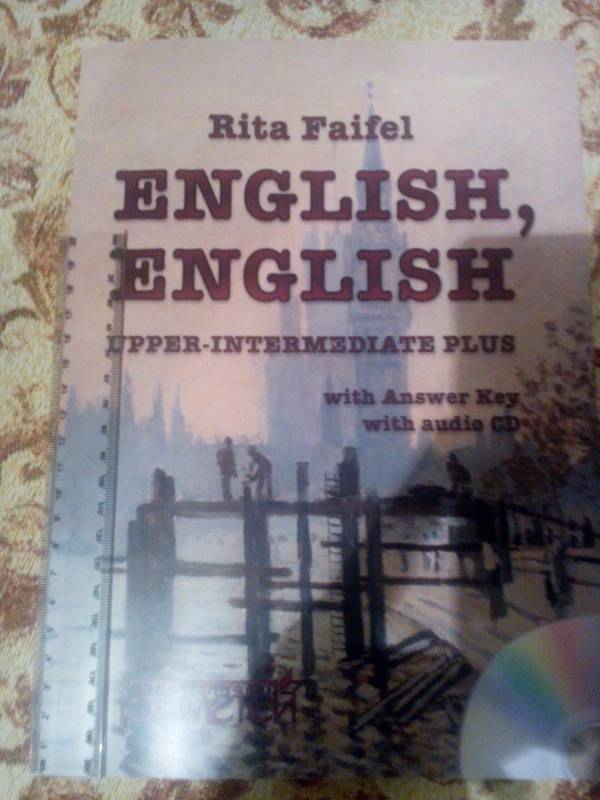 Rita Faifel
ENGLISH,
ENGLISH
UPPER-INTERMEDIATE PLUS
with Answer Key
with audio CD